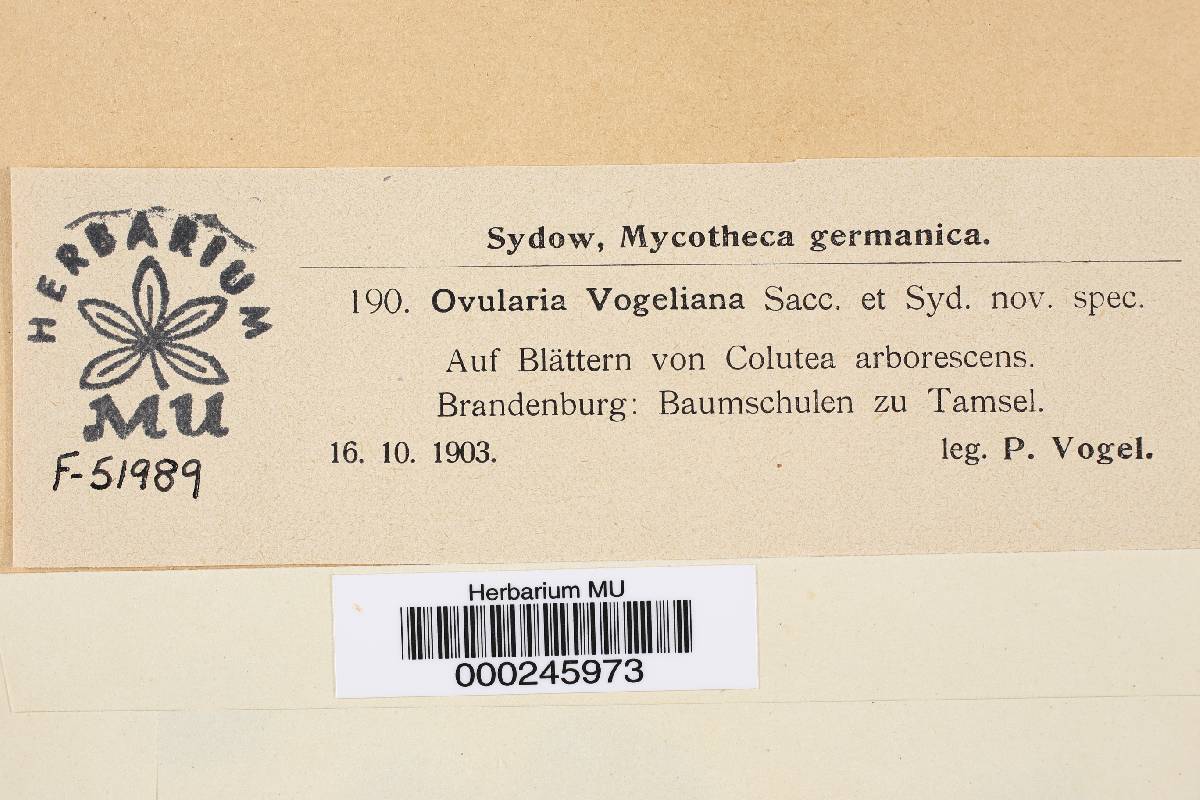 HERBARIUM
MU
F-51989
Sydow, Mycotheca germanica.
190. Ovularia Vogeliana Sacc. et Syd. nov. spec.
Auf Blättern von Colutea arborescens.
Brandenburg: Baumschulen zu Tamsel.
16. 10. 1903. leg. P. Vogel.
Herbarium MU
000245973